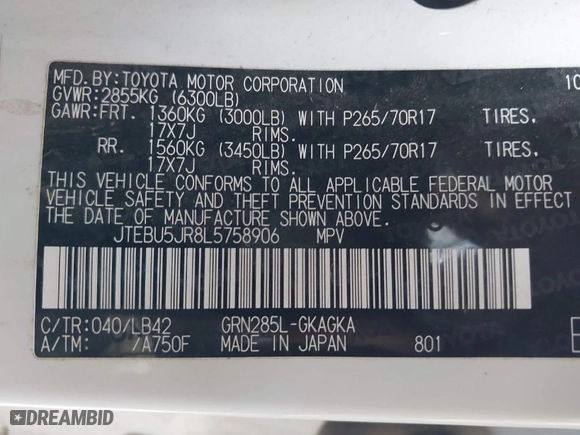 MFD.BY:TOYOTA MOTOR CORPORATION 10
GVWR:2855KG (6300LB)
GAWR:FRT. 1360KG (3000LB) WITH P265/70R17 TIRES,
17X7J RIMS.
RR. 1560KG (3450LB) WITH P265/70R17 TIRES,
17X7J RIMS.
THIS VEHICLE CONFORMS TO ALL APPLICABLE FEDERAL MOTOR
VEHICLE SAFETY AND THEFT PREVENTION STANDARDS IN EFFECT
THE DATE OF MANUFACTURE SHOWN ABOVE.
JTEBU5JR8L5758906 MPV
C/TR:040/LB42 GRN285L-GKAGKA
A/TM: /A750F MADE IN JAPAN 801
DREAMBID